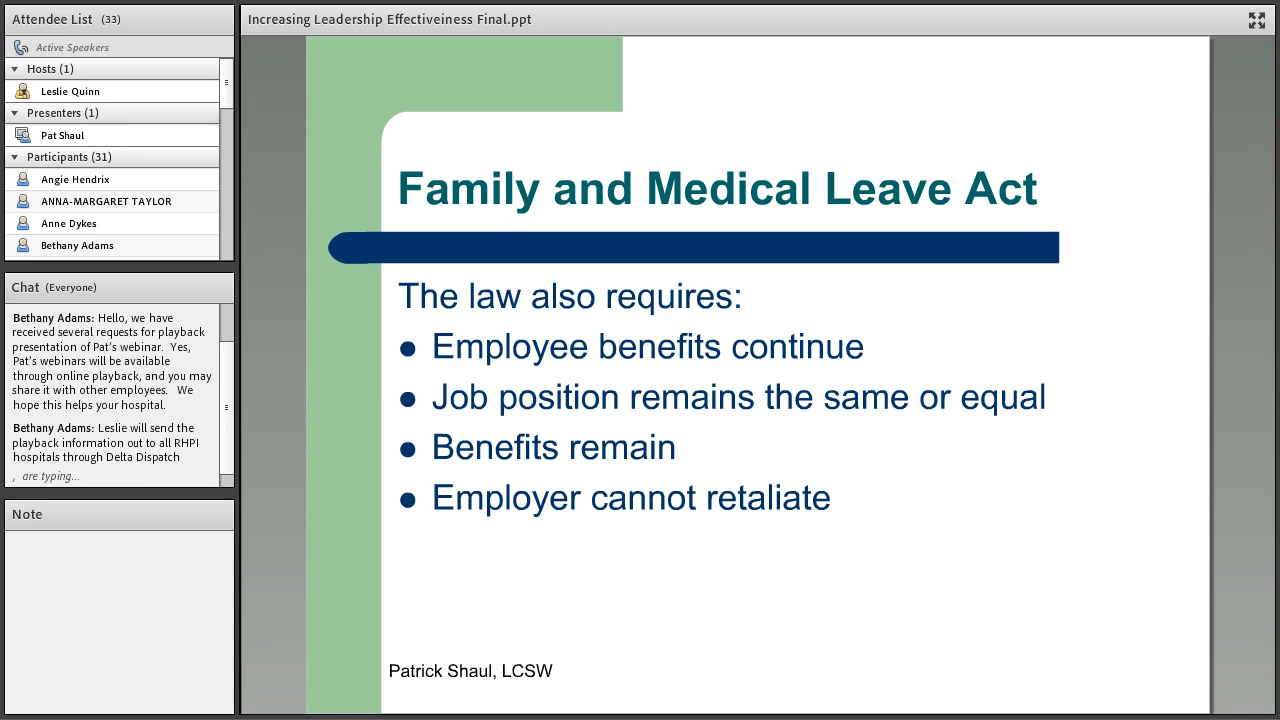 Attendee List (33)
Active Speakers
Hosts (1)
Leslie Quinn
Presenters (1)
Pat Shaul
Participants (31)
Angie Hendrix
ANNA-MARGARET TAYLOR
Anne Dykes
Bethany Adams
Chat (Everyone)
Bethany Adams: Hello, we have
received several requests for playback
presentation of Pat's webinar. Yes,
Pat's webinars will be available
through online playback, and you may
share it with other employees. We
hope this helps your hospital.
Bethany Adams: Leslie will send the
playback information out to all RHPI
hospitals through Delta Dispatch
, are typing...
Note
Increasing Leadership Effectiveiness Final.ppt
Family and Medical Leave Act
The law also requires:
● Employee benefits continue
● Job position remains the same or equal
● Benefits remain
● Employer cannot retaliate
Patrick Shaul, LCSW